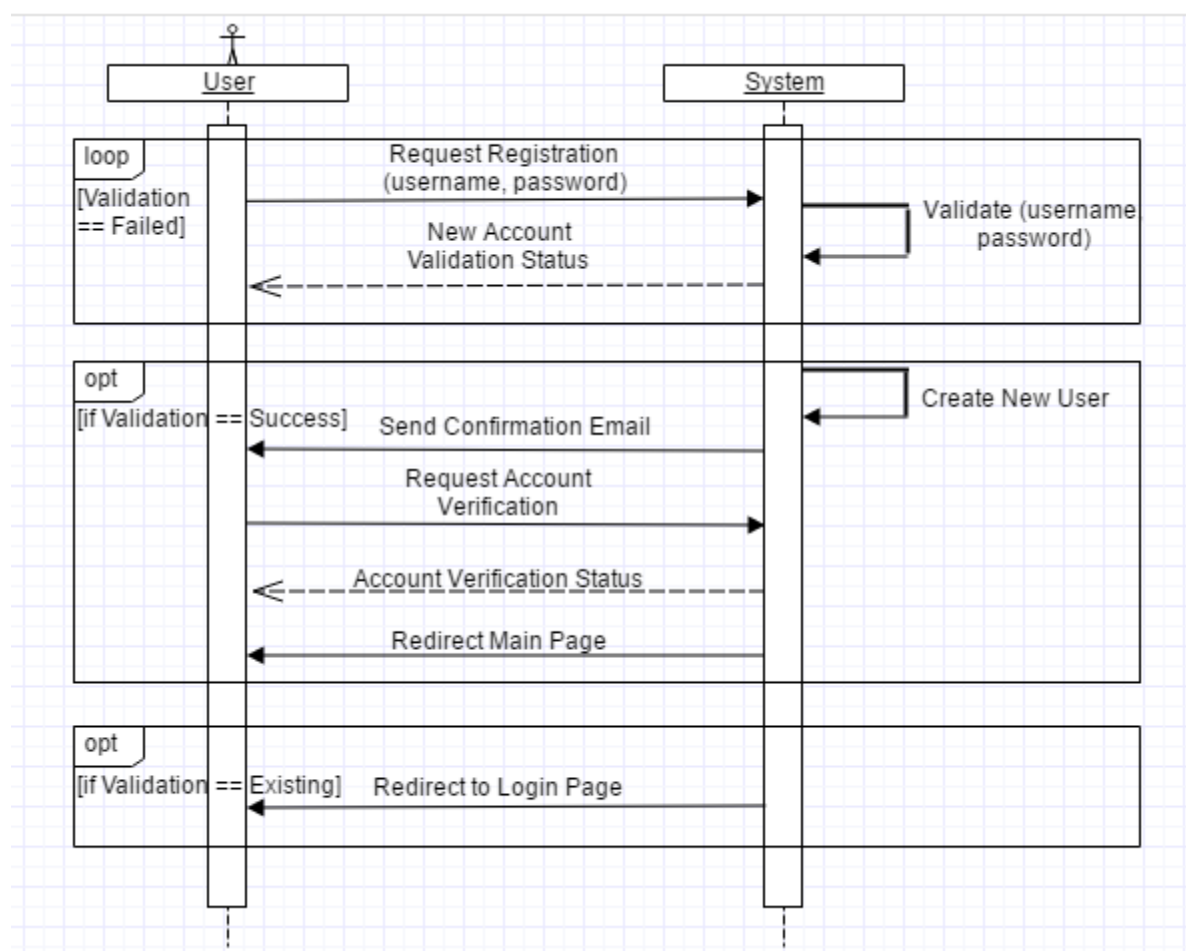 User
System
loop
[Validation
== Failed]
Request Registration
(username, password)
Validate (username,
password)
New Account
Validation Status
opt
[if Validation == Success]
Create New User
Send Confirmation Email
Request Account
Verification
Account Verification Status
Redirect Main Page
opt
[if Validation == Existing]
Redirect to Login Page